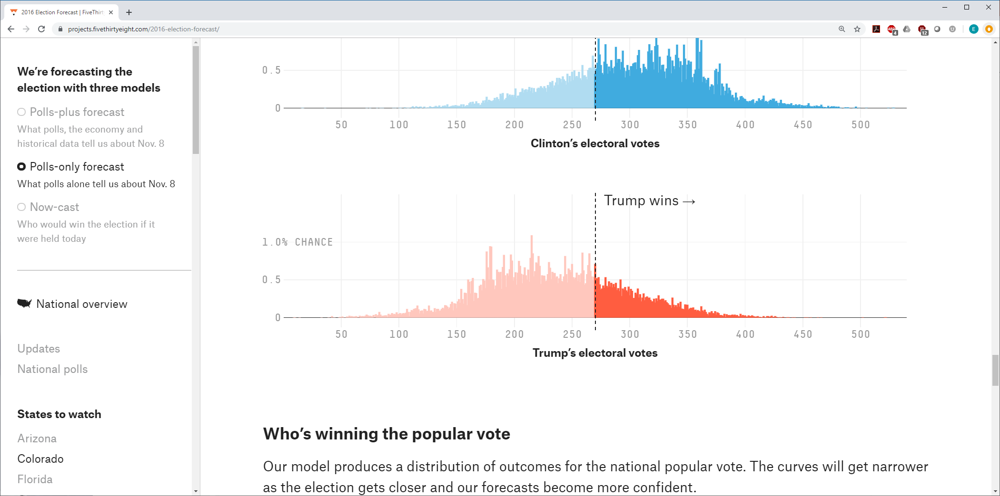 2016 Election Forecast | FiveThirt
projects.fivethirtyeight.com/2016-election-forecast/
ABP
4
12
E
We're forecasting the
election with three models
Polls-plus forecast
What polls, the economy and
historical data tell us about Nov. 8
Polls-only forecast
What polls alone tell us about Nov. 8
Now-cast
Who would win the election if it
were held today
National overview
Updates
National polls
States to watch
Arizona
Colorado
Florida
0.5
0
50 100 150 200 250 300 350 400 450 500
Clinton's electoral votes
Trump wins →
1.0% CHANCE
0.5
0
50 100 150 200 250 300 350 400 450 500
Trump's electoral votes
Who's winning the popular vote
Our model produces a distribution of outcomes for the national popular vote. The curves will get narrower
as the election gets closer and our forecasts become more confident.